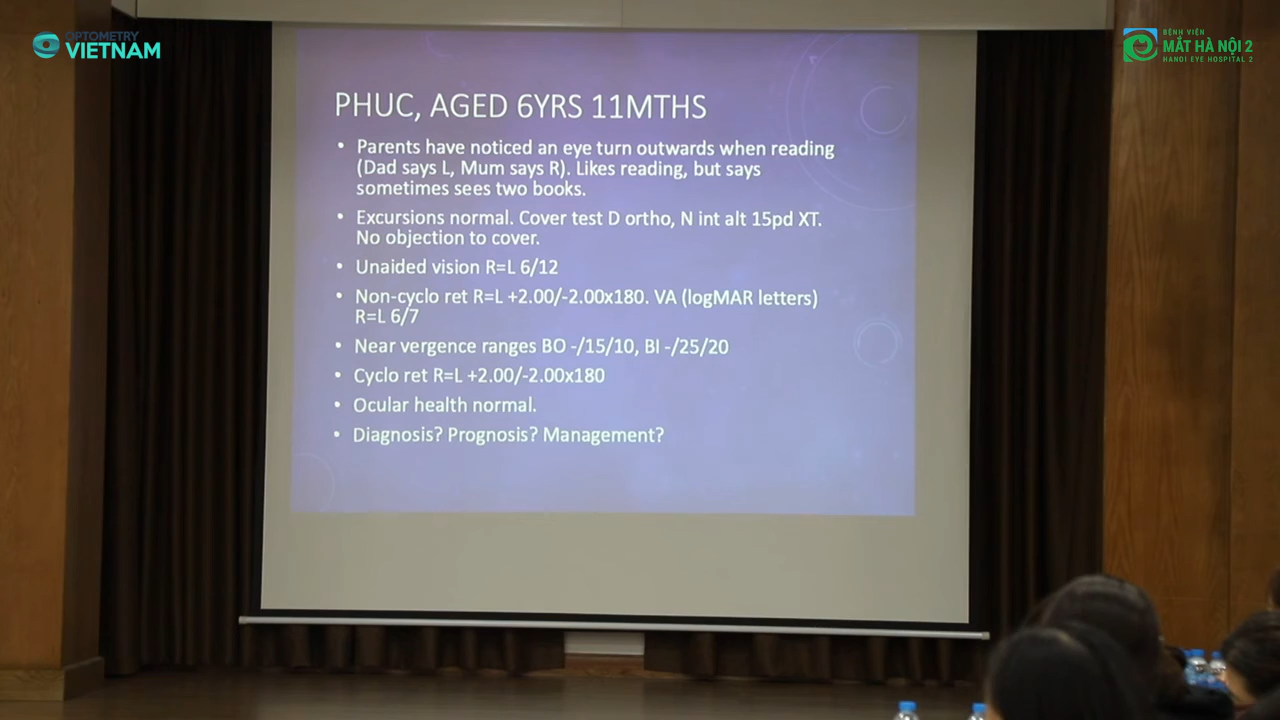 OPTOMETRY
VIETNAM
BỆNH VIỆN
MẮT HÀ NỘI 2
HANOI EYE HOSPITAL 2
PHUC, AGED 6YRS 11MTHS
• Parents have noticed an eye turn outwards when reading
(Dad says L, Mum says R). Likes reading, but says
sometimes sees two books.
• Excursions normal. Cover test D ortho, N int alt 15pd XT.
No objection to cover.
• Unaided vision R=L 6/12
• Non-cyclo ret R=L +2.00/-2.00x180. VA (logMAR letters)
R=L 6/7
• Near vergence ranges BO -/15/10, BI -/25/20
• Cyclo ret R=L +2.00/-2.00x180
• Ocular health normal.
• Diagnosis? Prognosis? Management?